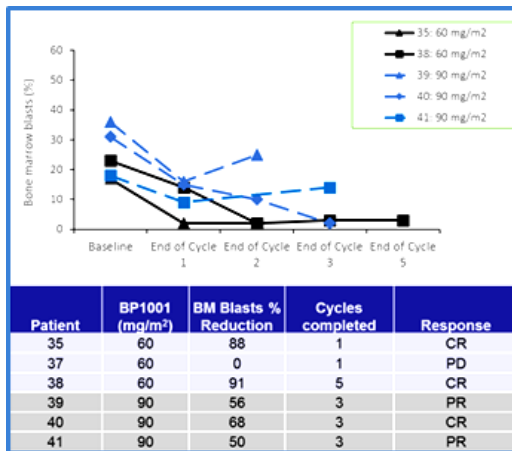 60
50
40
30
20
10
0
Bone marrow blasts (%)
35: 60 mg/m2
38: 60 mg/m2
39: 90 mg/m2
40: 90 mg/m2
41: 90 mg/m2
Baseline End of Cycle End of Cycle End of Cycle End of Cycle
1 2 3 5
BP1001 BM Blasts % Cycles
Patient (mg/m²) Reduction completed Response
35 60 88 1 CR
37 60 0 1 PD
38 60 91 5 CR
39 90 56 3 PR
40 90 68 3 CR
41 90 50 3 PR